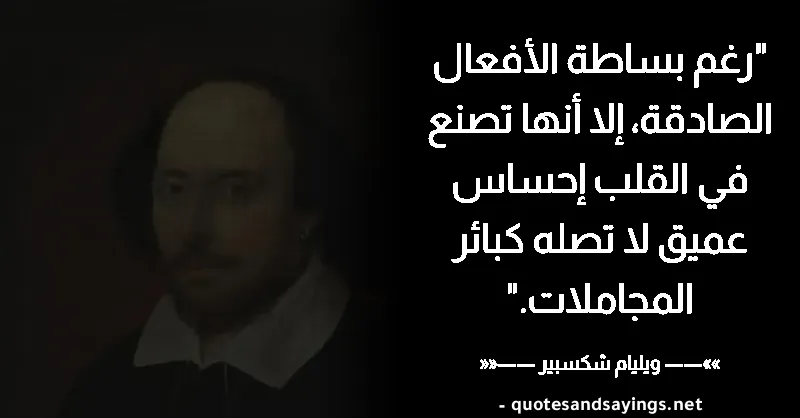 "رغم بساطة الأفعال
الصادقة، إلا أنها تصنع
في القلب إحساس
عميق لا تصله كبائر
المجاملات."
»»—— ويليام شكسبير ——««
- quotesandsayings.net